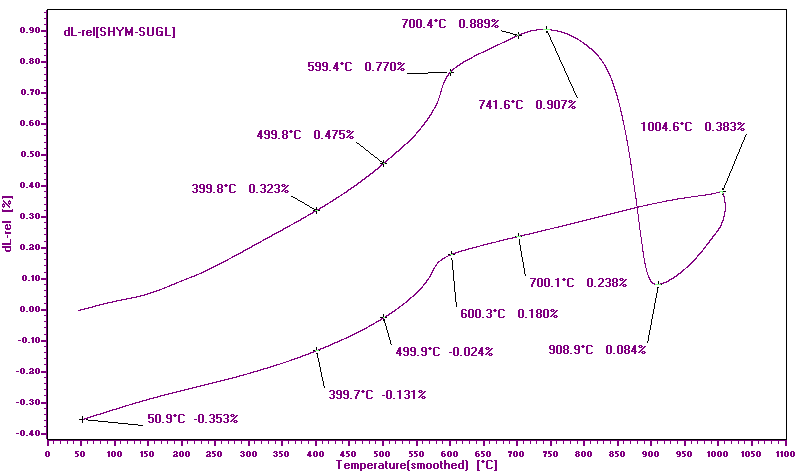 dL-rel[SHYM-SUGL]
700.4*C 0.889%
599.4*C 0.770%
741.6*C 0.907%
1004.6*C 0.383%
499.8*C 0.475%
399.8*C 0.323%
700.1*C 0.238%
600.3*C 0.180%
499.9*C -0.024%
908.9*C 0.084%
399.7*C -0.131%
50.9*C -0.353%
dL-rel [%]
0.90
0.80
0.70
0.60
0.50
0.40
0.30
0.20
0.10
0.00
-0.10
-0.20
-0.30
-0.40
0 50 100 150 200 250 300 350 400 450 500 550 600 650 700 750 800 850 900 950 1000 1050 1100
Temperature(smoothed) [*C]